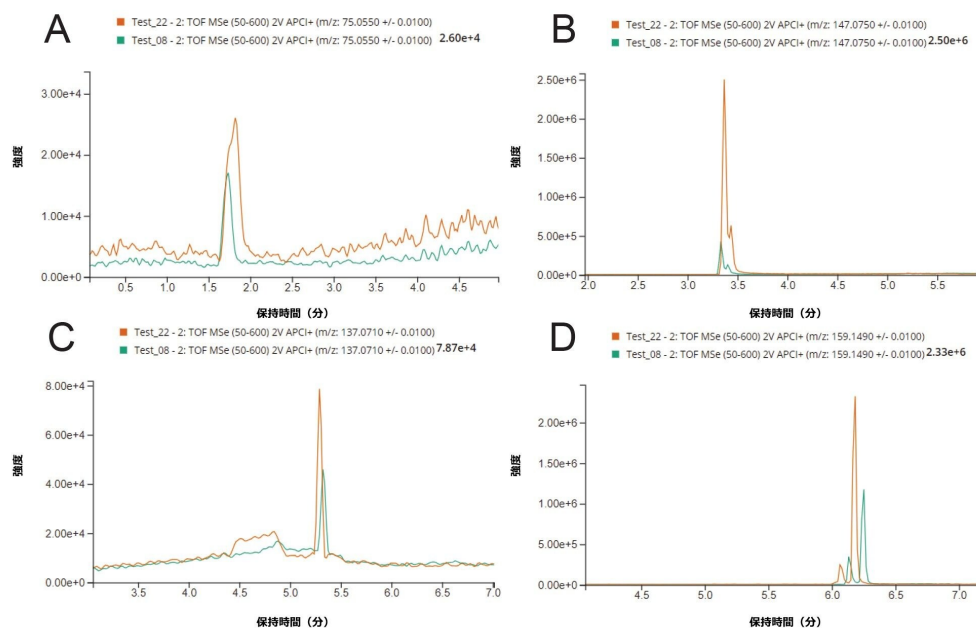 A
Test_22 - 2: TOF MSe (50-600) 2V APCI+ (m/z: 75.0550 +/- 0.0100)
Test_08 - 2: TOF MSe (50-600) 2V APCI+ (m/z: 75.0550 +/- 0.0100) 2.60e+4
3.00e+4
2.00e+4
1.00e+4
0.00e+0
強度
0.5 1.0 1.5 2.0 2.5 3.0 3.5 4.0 4.5
保持時間（分）
B
Test_22 - 2: TOF MSe (50-600) 2V APCI+ (m/z: 147.0750 +/- 0.0100)
Test_08 - 2: TOF MSe (50-600) 2V APCI+ (m/z: 147.0750 +/- 0.0100) 2.50e+6
2.50e+6
2.00e+6
1.50e+6
1.00e+6
5.00e+5
0.00e+0
強度
2.0 2.5 3.0 3.5 4.0 4.5 5.0 5.5
保持時間（分）
C
Test_22 - 2: TOF MSe (50-600) 2V APCI+ (m/z: 137.0710 +/- 0.0100)
Test_08 - 2: TOF MSe (50-600) 2V APCI+ (m/z: 137.0710 +/- 0.0100) 7.87e+4
8.00e+4
6.00e+4
4.00e+4
2.00e+4
0.00e+0
強度
3.5 4.0 4.5 5.0 5.5 6.0 6.5 7.0
保持時間（分）
D
Test_22 - 2: TOF MSe (50-600) 2V APCI+ (m/z: 159.1490 +/- 0.0100)
Test_08 - 2: TOF MSe (50-600) 2V APCI+ (m/z: 159.1490 +/- 0.0100) 2.33e+6
2.00e+6
1.50e+6
1.00e+6
5.00e+5
0.00e+0
強度
4.5 5.0 5.5 6.0 6.5 7.0
保持時間（分）